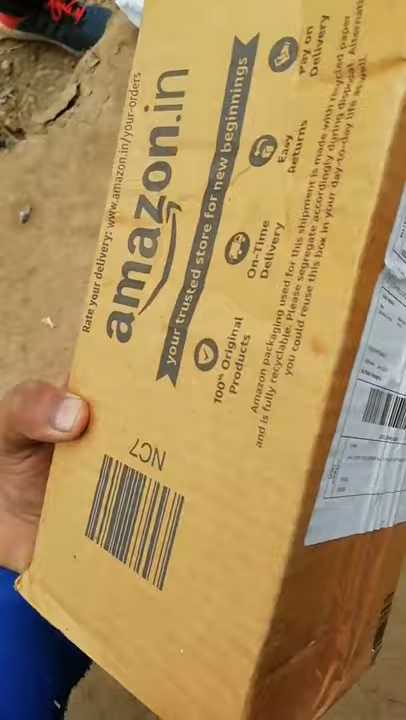 Rate your delivery: www.amazon.in/your-orders
amazon.in
your trusted store for new beginnings
100% Original
Products
On-Time
Delivery
Easy
Returns
Pay on
Delivery
Amazon packaging used for this shipment is made with recycled paper
and is fully recyclable. Please segregate accordingly during disposal. Alternat
you could reuse this box in your day-to-day life as well.
NC7